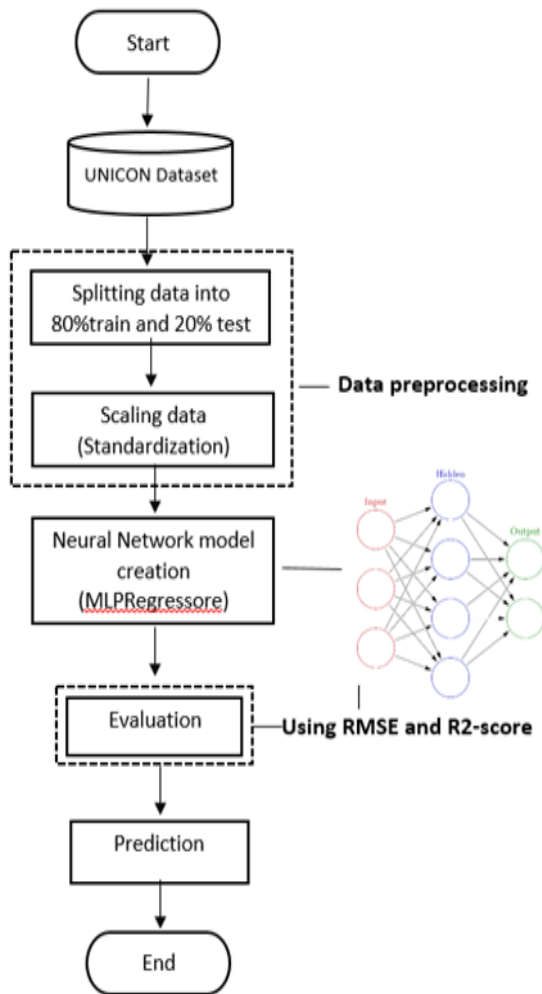 Start
UNICON Dataset
Splitting data into
80%train and 20% test
Data preprocessing
Scaling data
(Standardization)
Neural Network model
creation
(MLPRegressore)
Input
Hidden
Output
Evaluation
Using RMSE and R2-score
Prediction
End